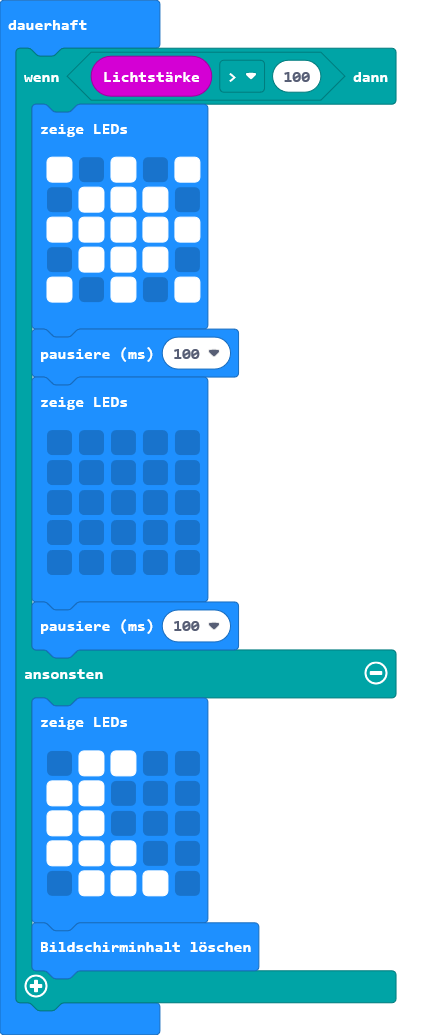 dauerhaft
wenn Lichtstärke > 100 dann
zeige LEDs
pausiere (ms) 100
zeige LEDs
pausiere (ms) 100
ansonsten
zeige LEDs
Bildschirminhalt löschen